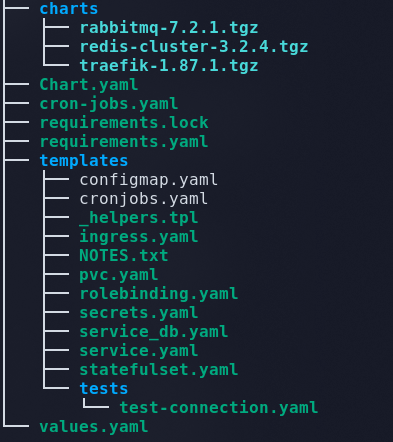 charts
rabbitmq-7.2.1.tgz
redis-cluster-3.2.4.tgz
traefik-1.87.1.tgz
Chart.yaml
cron-jobs.yaml
requirements.lock
requirements.yaml
templates
configmap.yaml
cronjobs.yaml
_helpers.tpl
ingress.yaml
NOTES.txt
pvc.yaml
rolebinding.yaml
secrets.yaml
service_db.yaml
service.yaml
statefulset.yaml
tests
test-connection.yaml
values.yaml